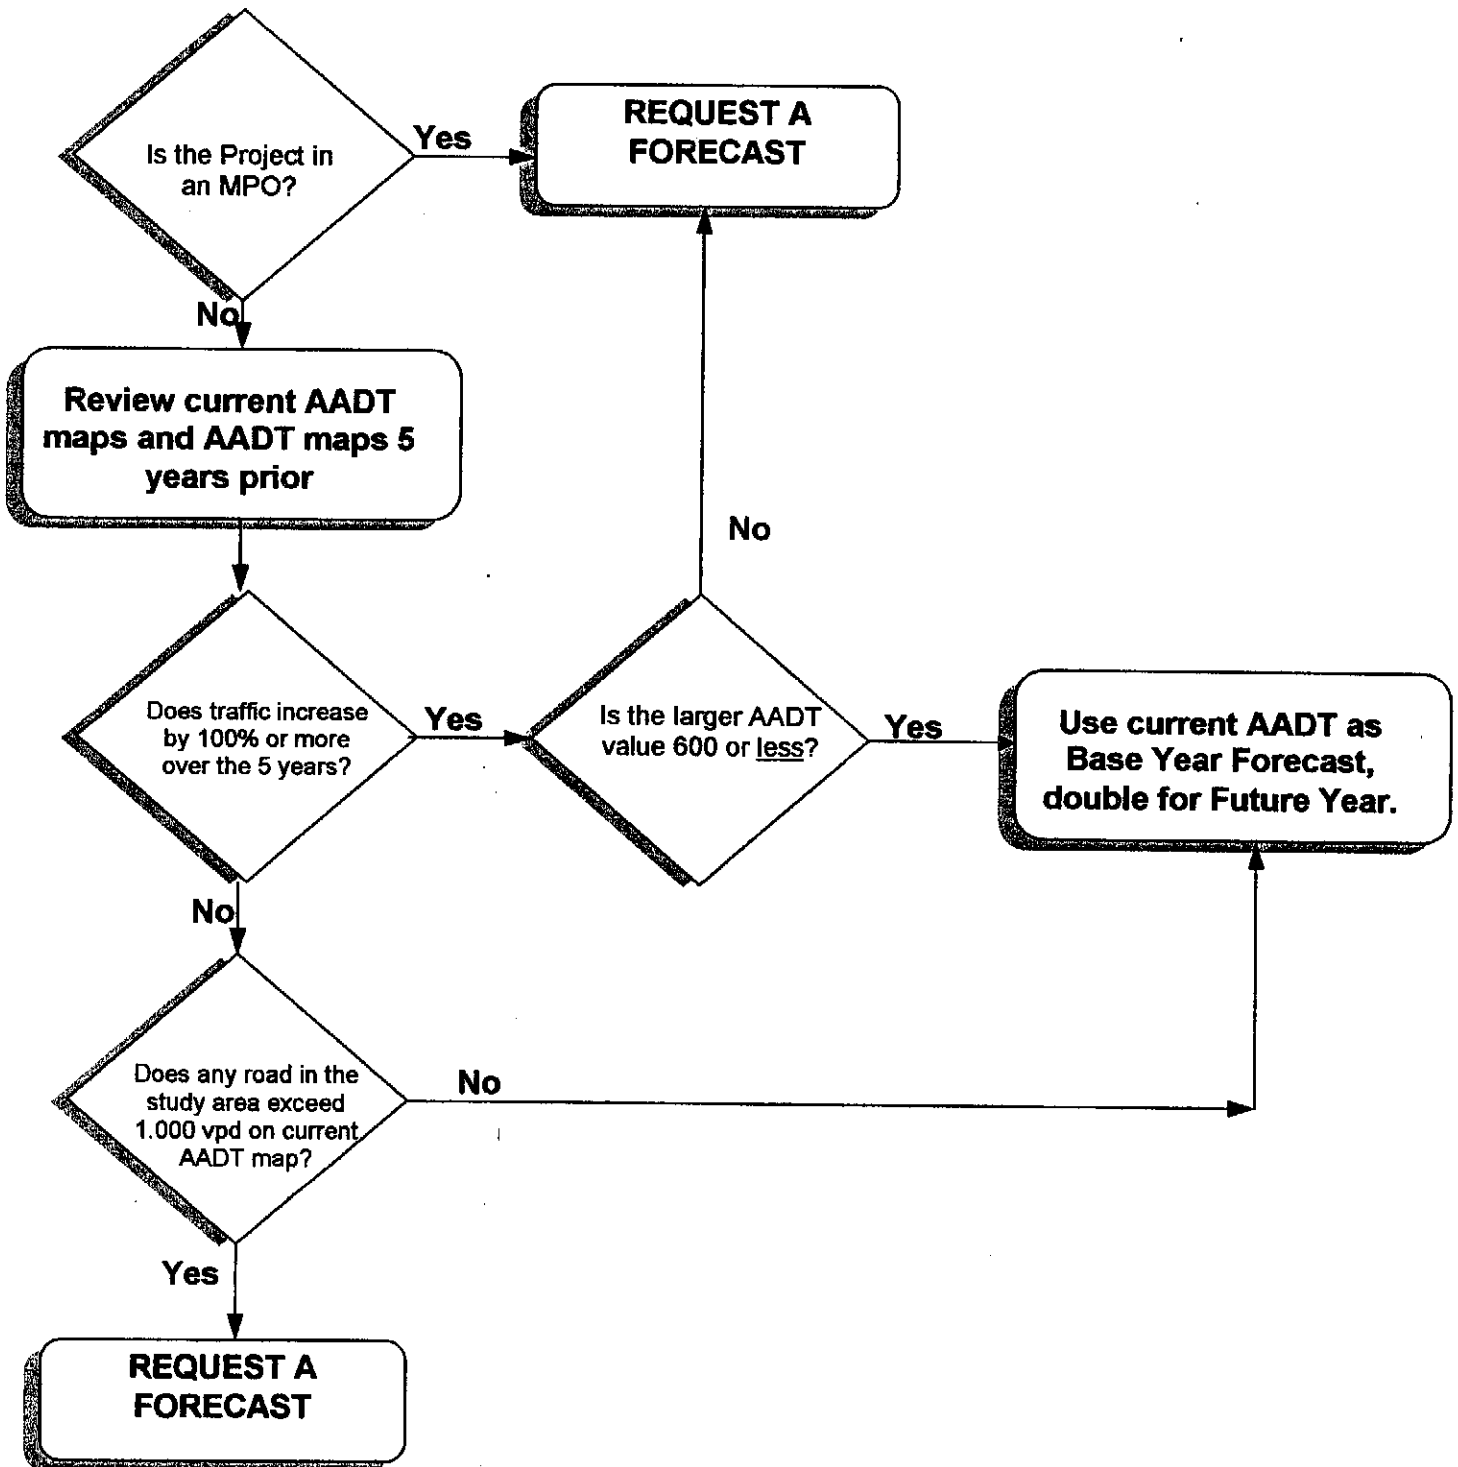 Is the Project in
an MPO?
Yes
REQUEST A
FORECAST
No
Review current AADT
maps and AADT maps 5
years prior
No
Does traffic increase
by 100% or more
over the 5 years?
Yes
Is the larger AADT
value 600 or less?
Yes
Use current AADT as
Base Year Forecast,
double for Future Year.
No
Does any road in the
study area exceed
1.000 vpd on current
AADT map?
No
Yes
REQUEST A
FORECAST